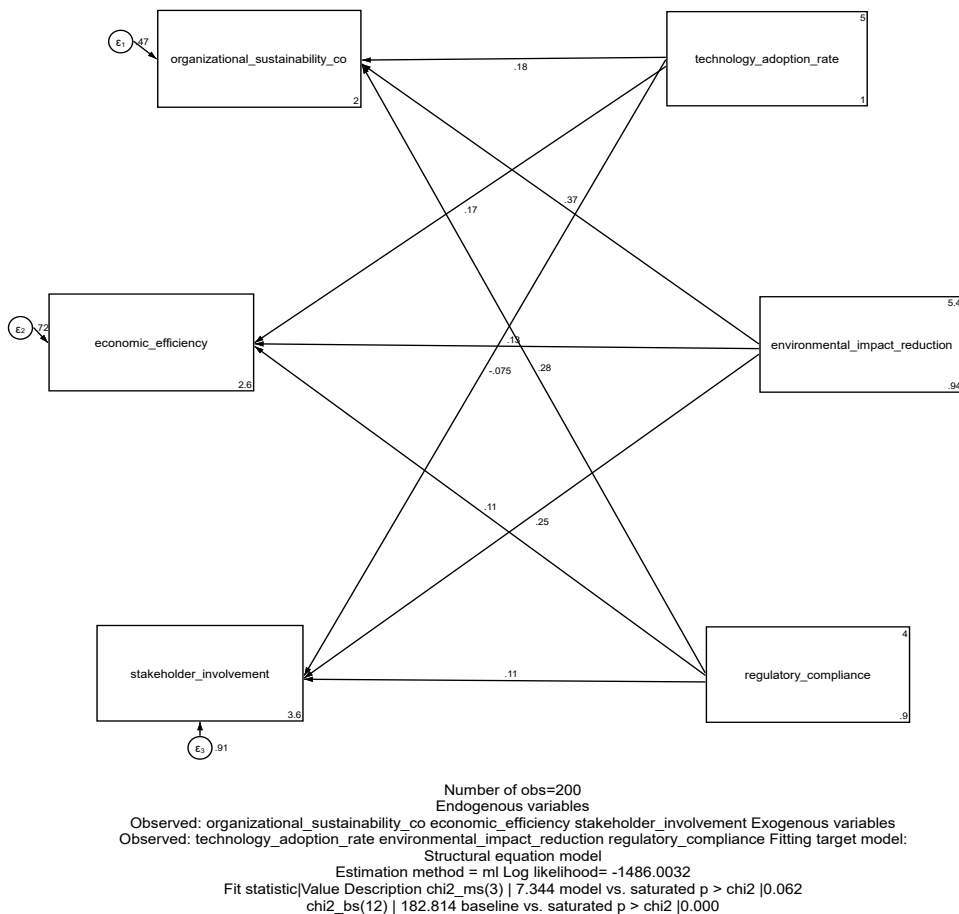 ε1 .47
organizational_sustainability_co
2
5
technology_adoption_rate
1
.18
.37
.17
ε2 .72
economic_efficiency
2.6
5.4
environmental_impact_reduction
.94
.13
-.075
.28
.11
.25
stakeholder_involvement
3.6
ε3 .91
.11
4
regulatory_compliance
.9
Number of obs=200
Endogenous variables
Observed: organizational_sustainability_co economic_efficiency stakeholder_involvement Exogenous variables
Observed: technology_adoption_rate environmental_impact_reduction regulatory_compliance Fitting target model:
Structural equation model
Estimation method = ml Log likelihood= -1486.0032
Fit statistic|Value Description chi2_ms(3) | 7.344 model vs. saturated p > chi2 |0.062
chi2_bs(12) | 182.814 baseline vs. saturated p > chi2 |0.000